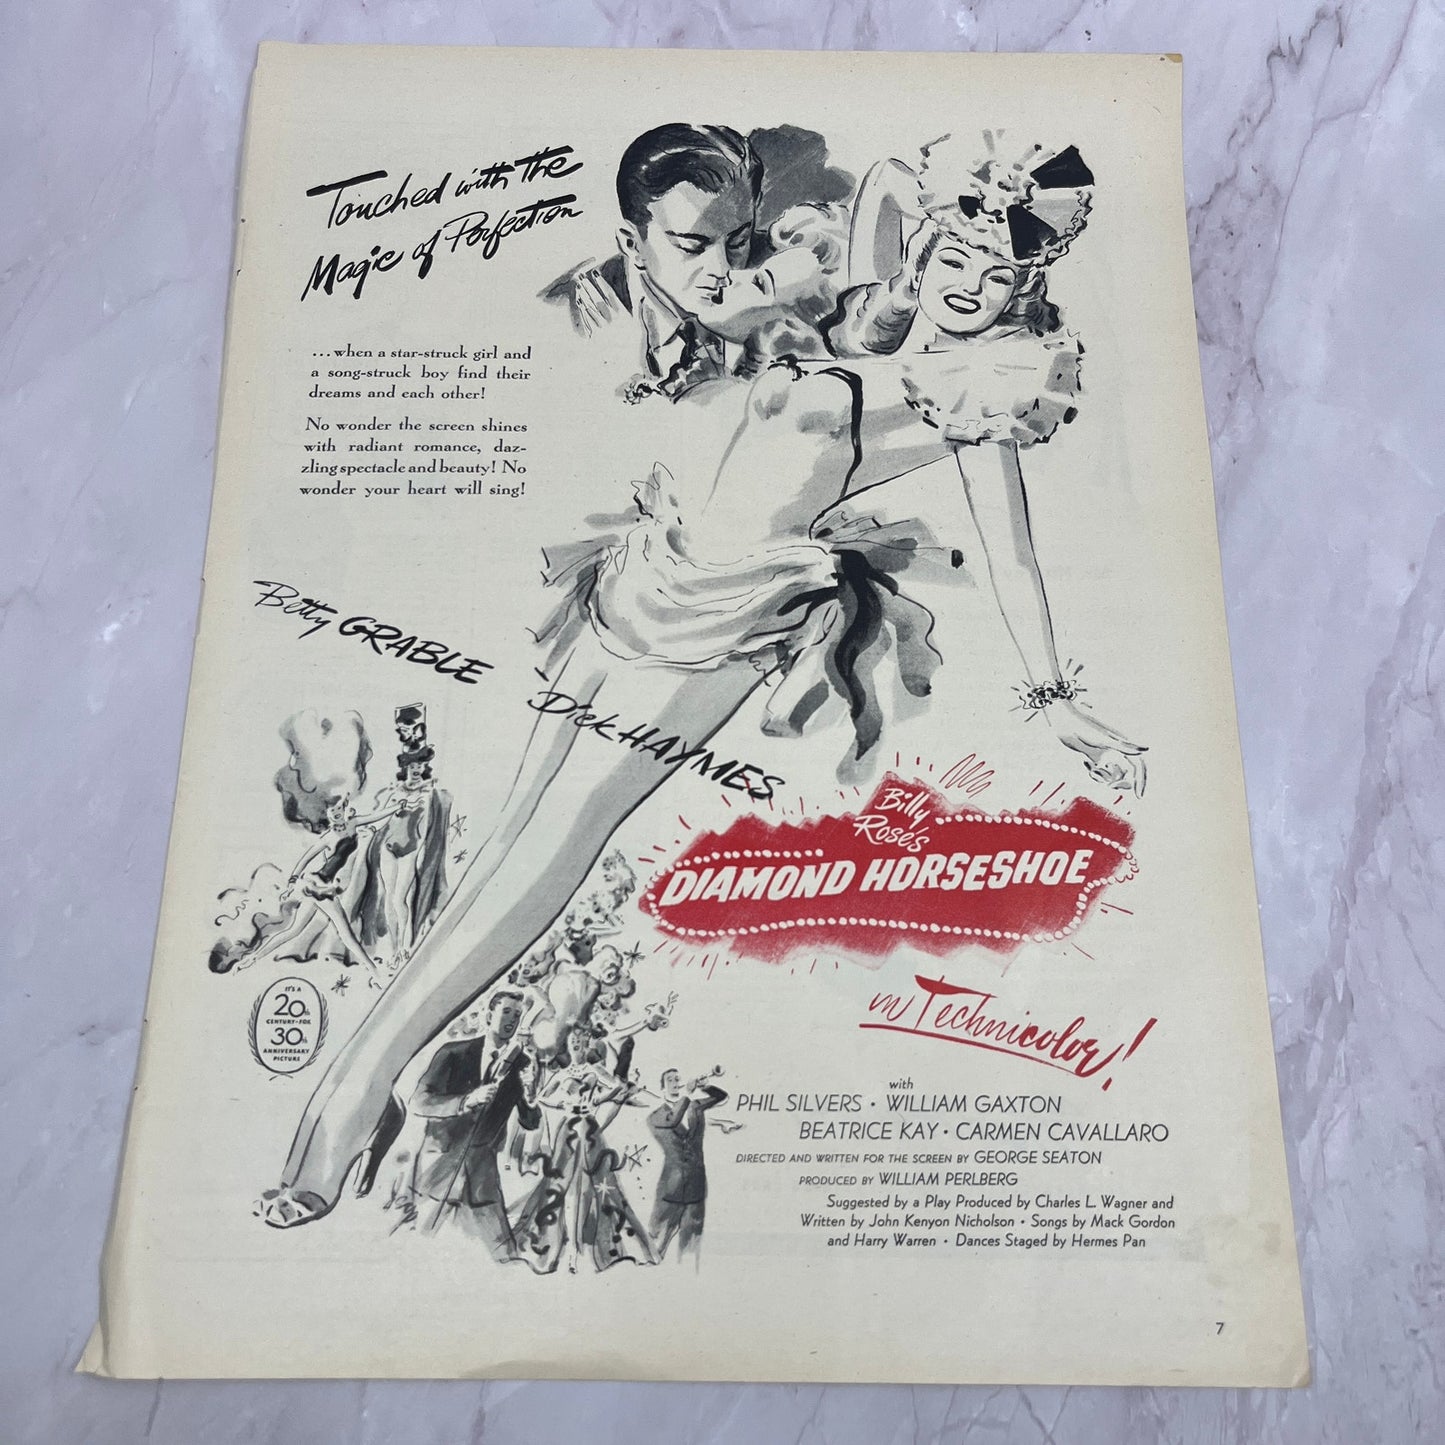 Touched with the
Magic of Perfection
...when a star-struck girl and
a song-struck boy find their
dreams and each other!
No wonder the screen shines
with radiant romance, daz-
zling spectacle and beauty! No
wonder your heart will sing!
Betty GRABLE
Dick HAYMES
Billy
Rose's
DIAMOND HORSESHOE
in Technicolor!
IT'S A
20th
CENTURY-FOX
30th
ANNIVERSARY
PICTURE
with
PHIL SILVERS • WILLIAM GAXTON
BEATRICE KAY • CARMEN CAVALLARO
DIRECTED AND WRITTEN FOR THE SCREEN BY GEORGE SEATON
PRODUCED BY WILLIAM PERLBERG
Suggested by a Play Produced by Charles L. Wagner and
Written by John Kenyon Nicholson • Songs by Mack Gordon
and Harry Warren • Dances Staged by Hermes Pan
7